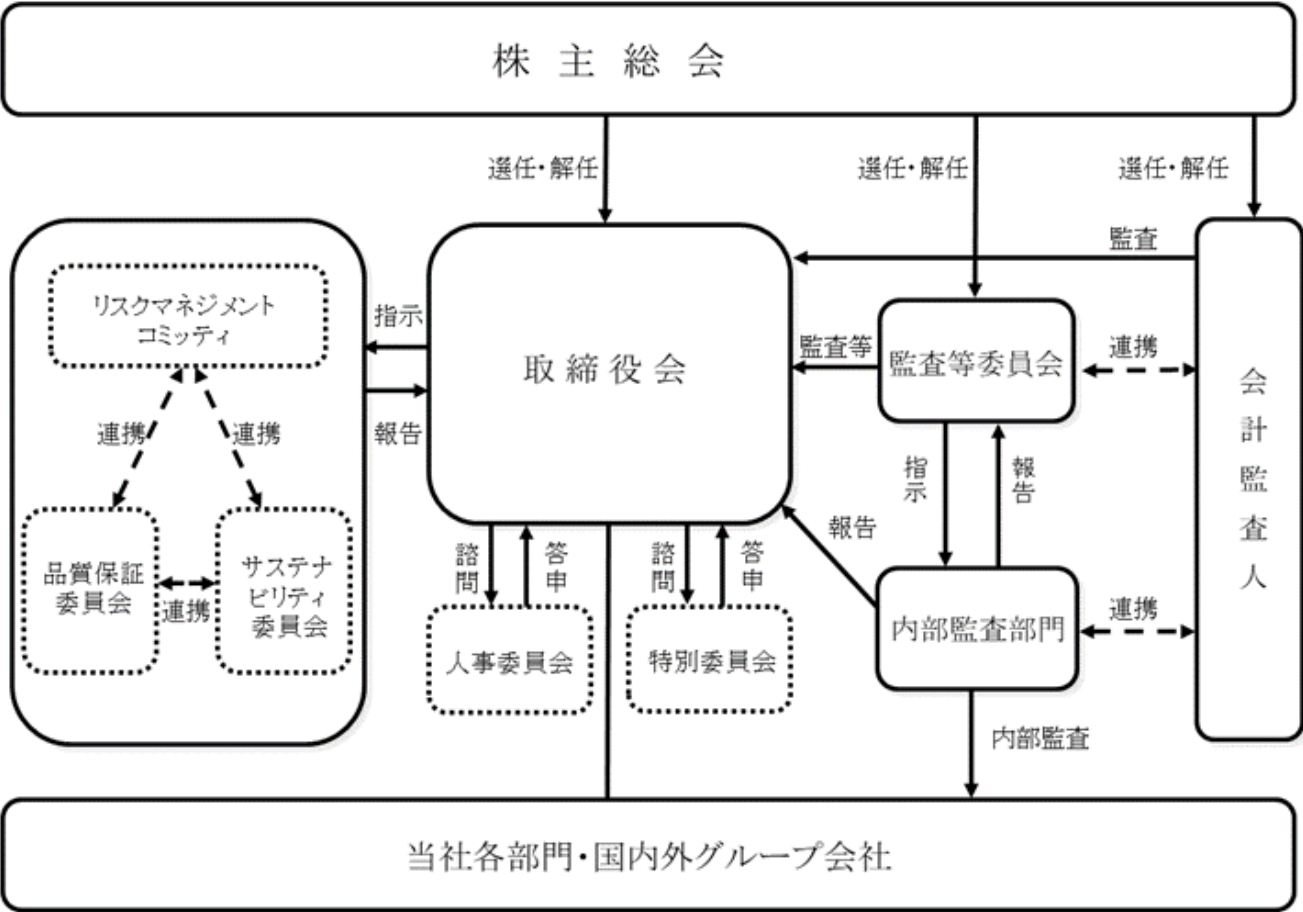 株主総会
選任・解任
選任・解任
選任・解任
監査
リスクマネジメント
コミッティ
指示
報告
取締役会
監査等
監査等委員会
連携
会計監査人
連携
連携
指示
報告
報告
品質保証
委員会
連携
サステナ
ビリティ
委員会
諮問
答申
諮問
答申
人事委員会
特別委員会
内部監査部門
連携
内部監査
当社各部門・国内外グループ会社